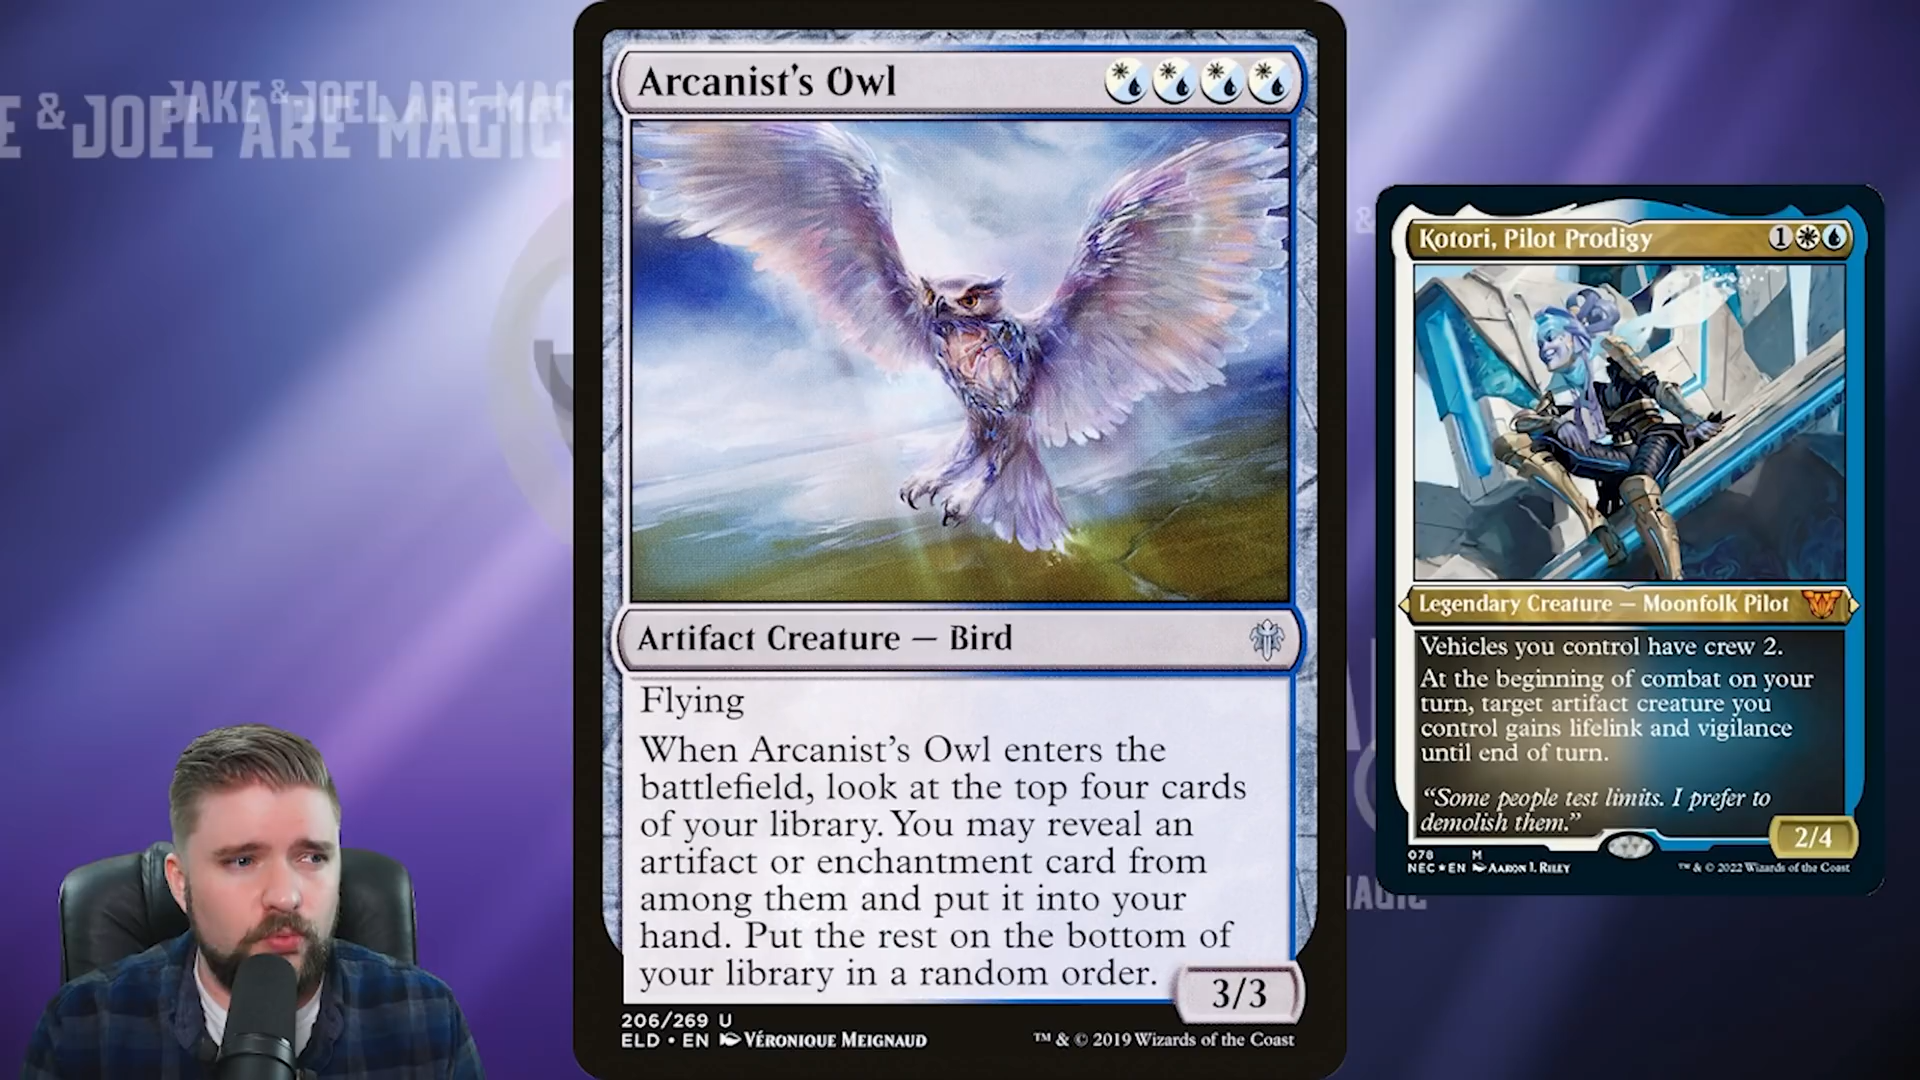 JAKE & JOEL ARE MAGIC
E & JOEL ARE MAGIC
Arcanist's Owl
Artifact Creature — Bird
Flying
When Arcanist's Owl enters the
battlefield, look at the top four cards
of your library. You may reveal an
artifact or enchantment card from
among them and put it into your
hand. Put the rest on the bottom of
your library in a random order.
3/3
206/269 U
ELD • EN VÉRONIQUE MEIGNAUD
™ & © 2019 Wizards of the Coast
Kotori, Pilot Prodigy
1
Legendary Creature — Moonfolk Pilot
Vehicles you control have crew 2.
At the beginning of combat on your
turn, target artifact creature you
control gains lifelink and vigilance
until end of turn.
“Some people test limits. I prefer to
demolish them.”
2/4
078 M
NEC★EN AARON J. RILEY
™ & © 2022 Wizards of the Coast
MAGIC